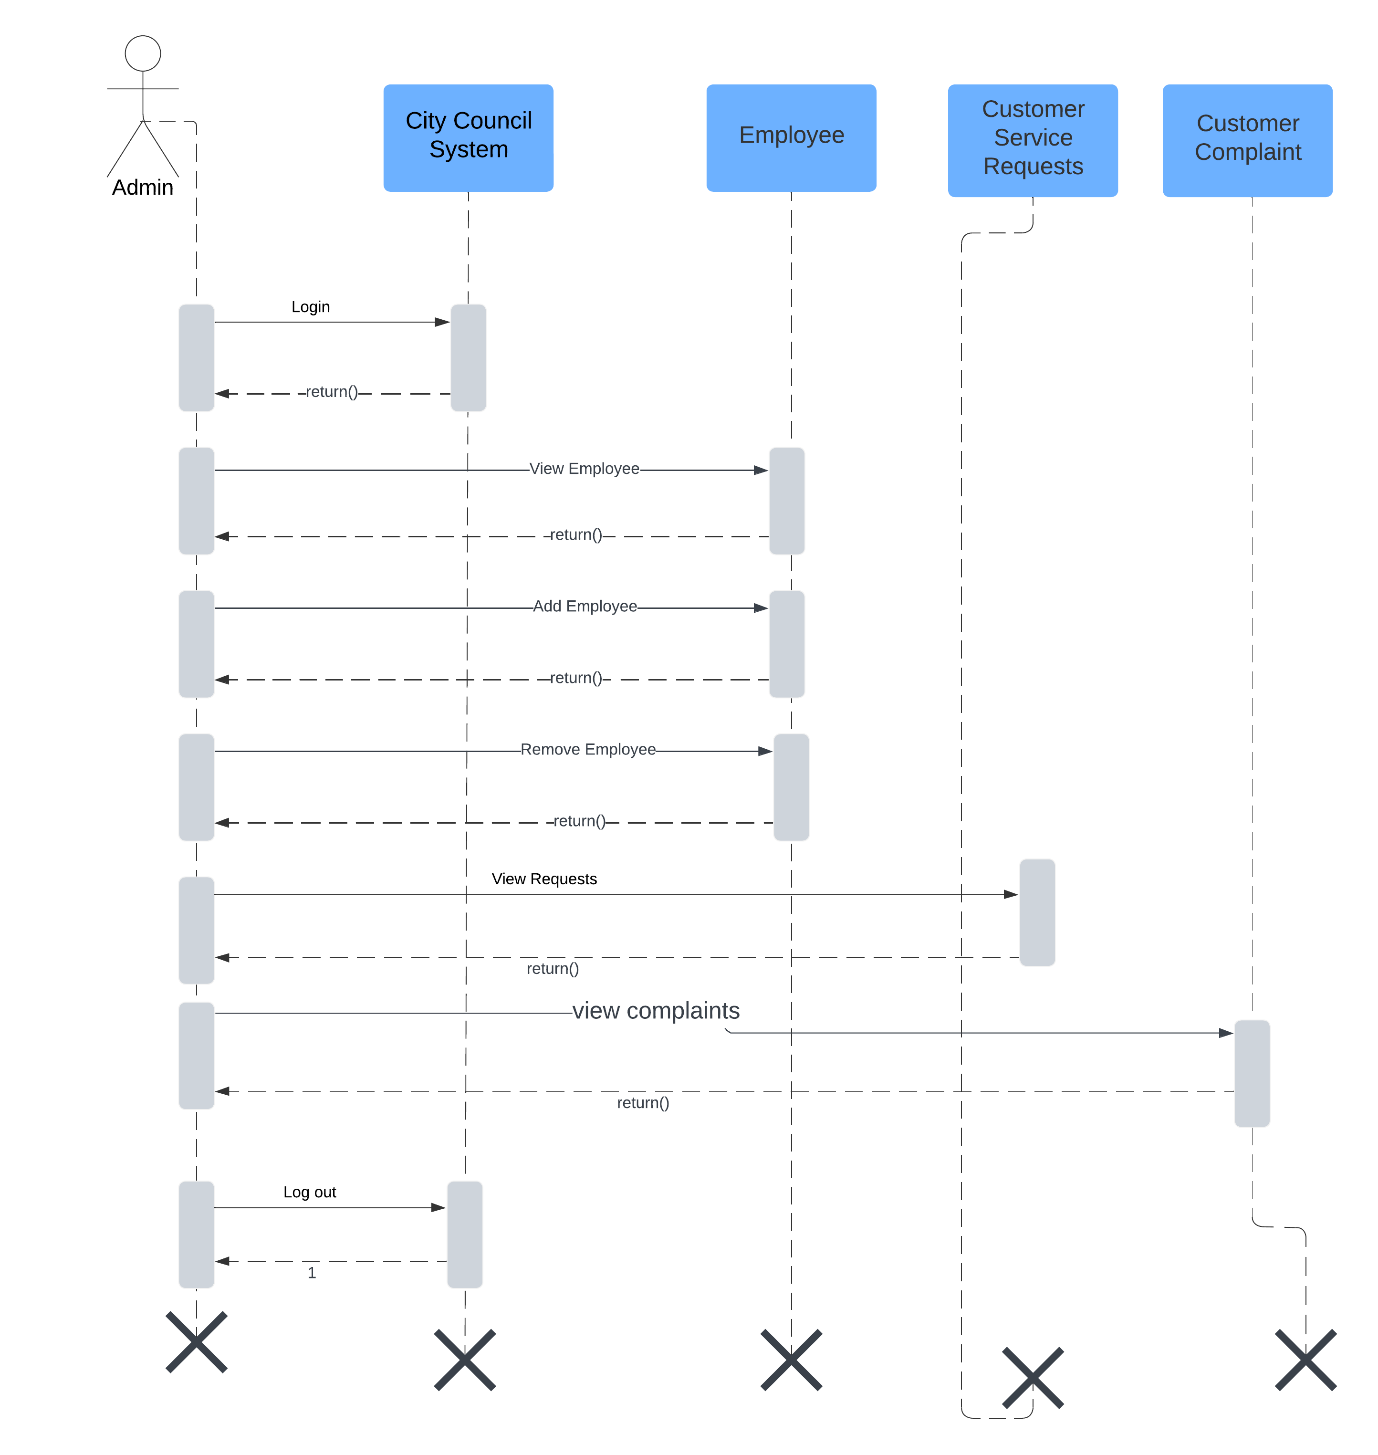 Admin
City Council
System
Employee
Customer
Service
Requests
Customer
Complaint
Login
return()
View Employee
return()
Add Employee
return()
Remove Employee
return()
View Requests
return()
view complaints
return()
Log out
1